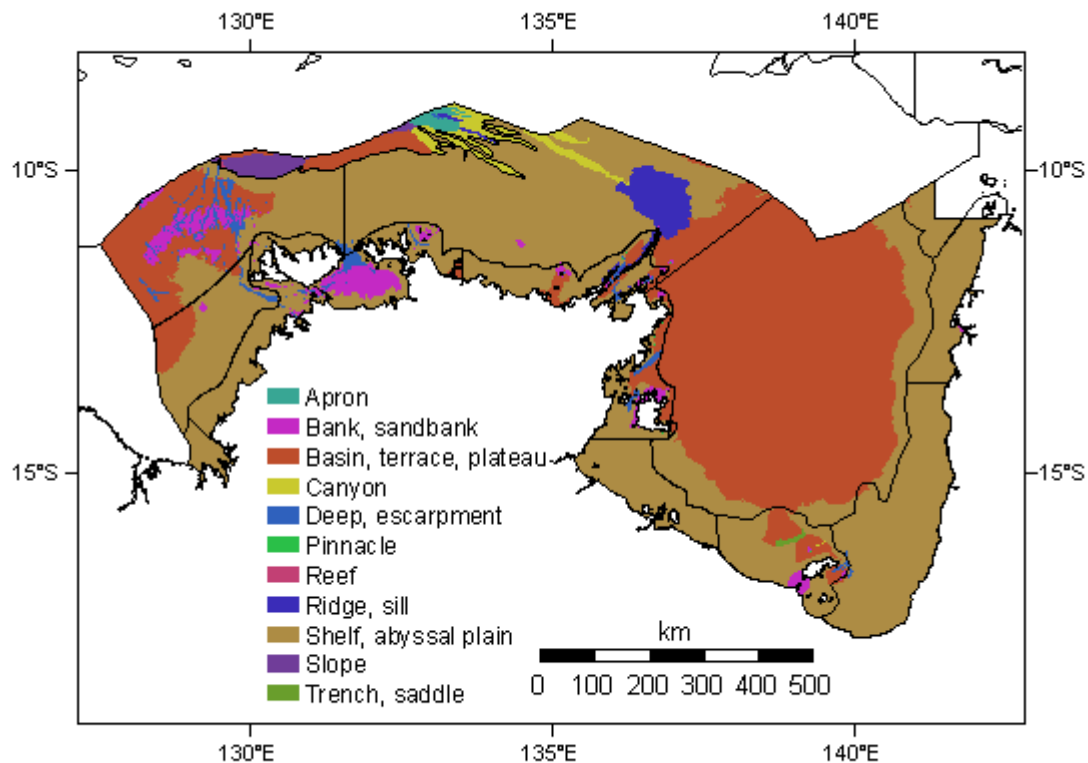 130°E 135°E 140°E
10°S 10°S
Apron
Bank, sandbank
Basin, terrace, plateau
Canyon
15°S 15°S
Deep, escarpment
Pinnacle
Reef
Ridge, sill
Shelf, abyssal plain
km
Slope
0 100 200 300 400 500
Trench, saddle
130°E 135°E 140°E